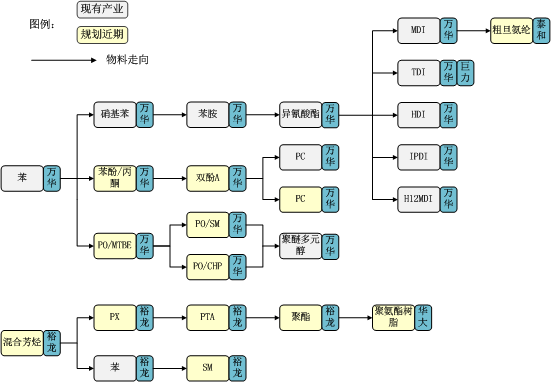 图例:
现有产业
规划近期
物料走向
MDI
万华
粗旦氨纶
泰和
TDI
万华
巨力
硝基苯
万华
苯胺
万华
异氰酸酯
万华
HDI
万华
苯
万华
苯酚/丙酮
万华
双酚A
万华
PC
万华
IPDI
万华
PC
万华
H12MDI
万华
PO/MTBE
万华
PO/SM
万华
PO/CHP
万华
聚醚多元醇
万华
混合芳烃
裕龙
PX
裕龙
PTA
裕龙
聚酯
裕龙
聚氨酯树脂
华大
苯
裕龙
SM
裕龙